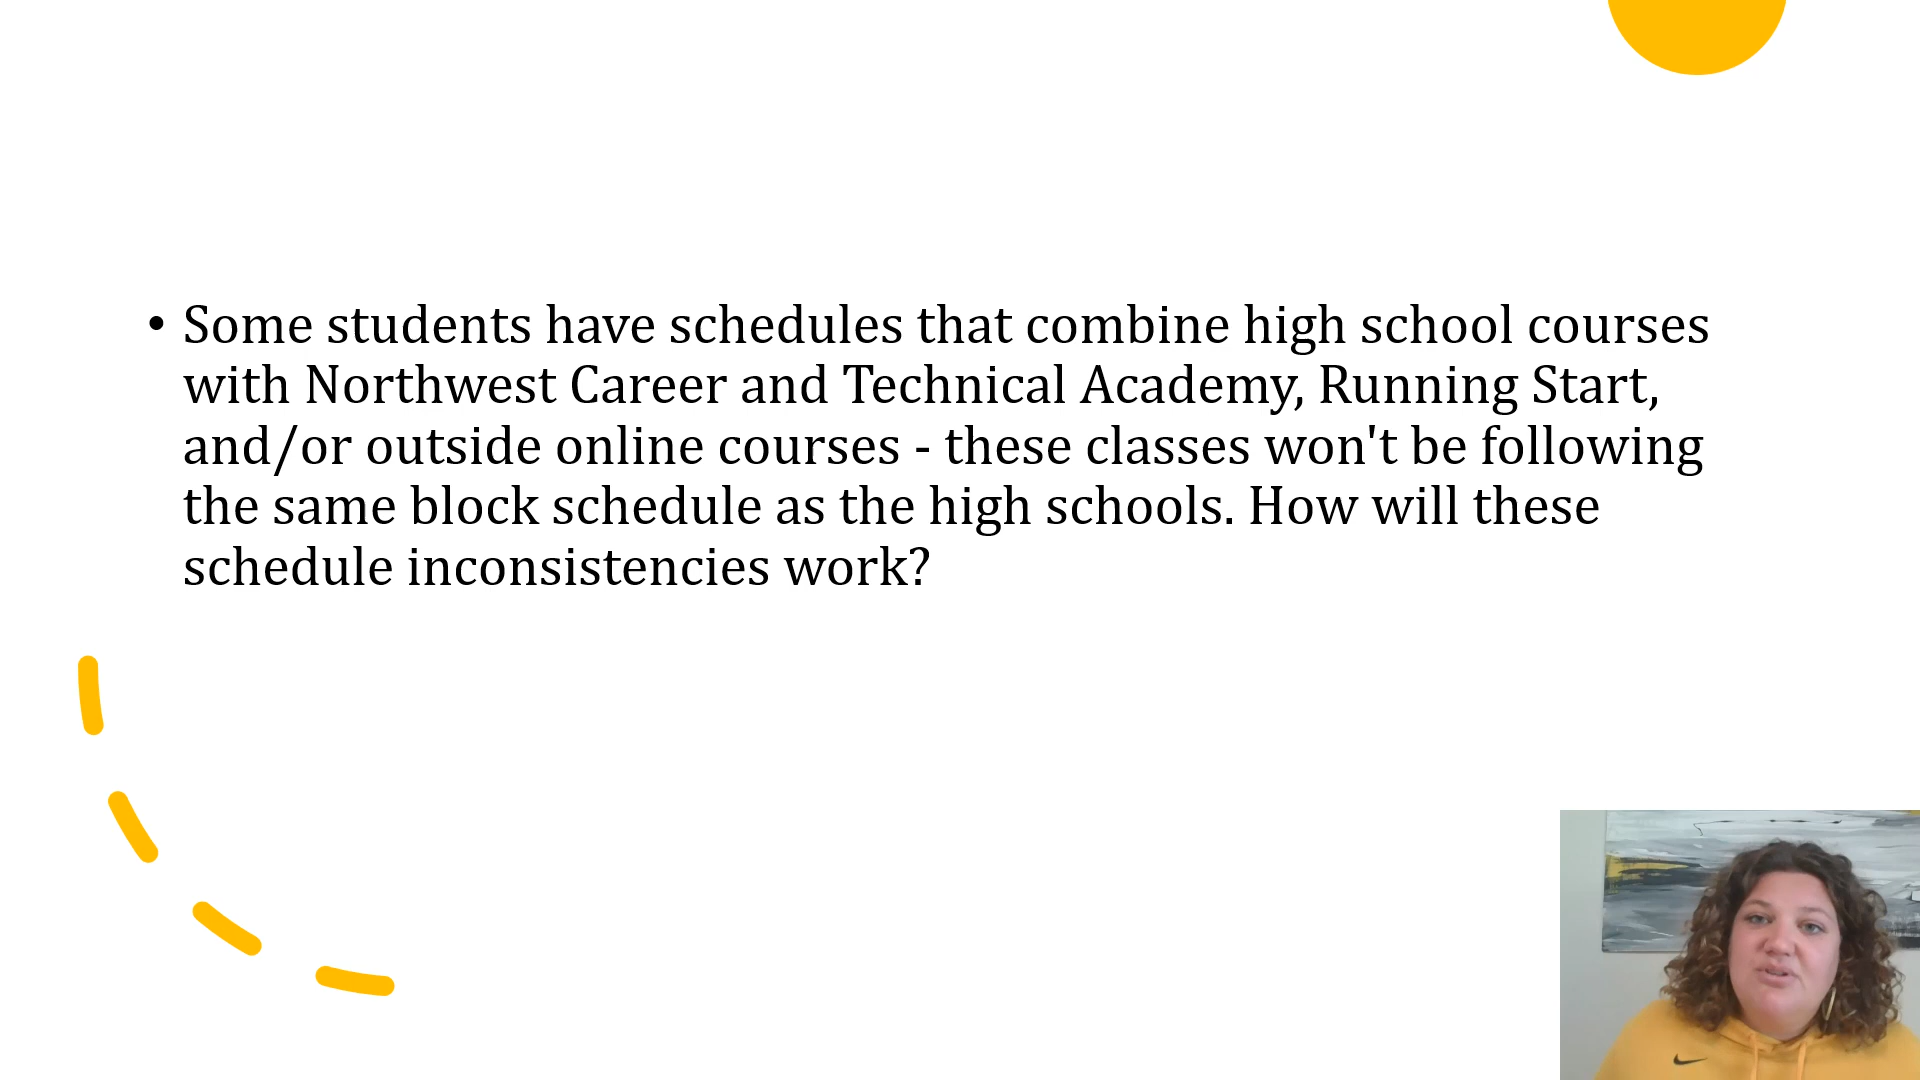 • Some students have schedules that combine high school courses
with Northwest Career and Technical Academy, Running Start,
and/or outside online courses - these classes won't be following
the same block schedule as the high schools. How will these
schedule inconsistencies work?